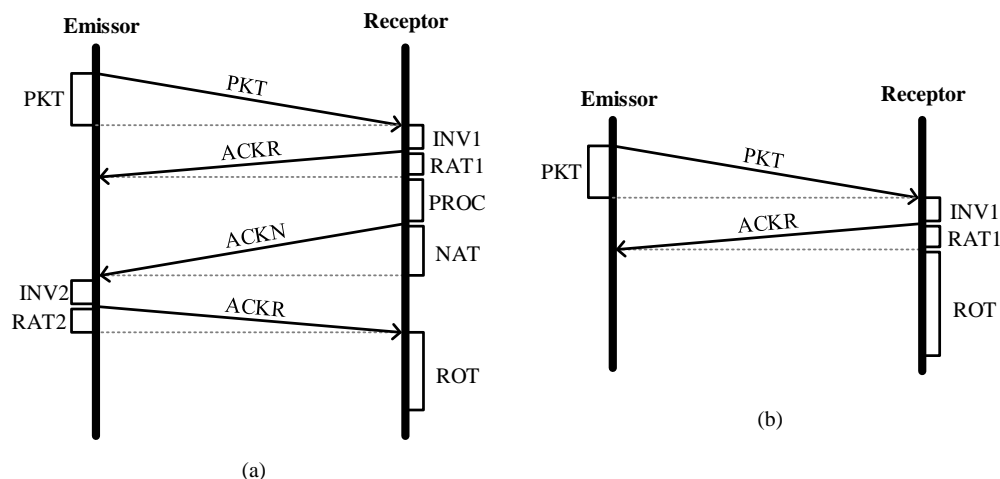 Emissor
Receptor
PKT
PKT
INV1
ACKR
RAT1
PROC
ACKN
NAT
INV2
ACKR
RAT2
ROT
(a)
Emissor
Receptor
PKT
PKT
INV1
ACKR
RAT1
ROT
(b)